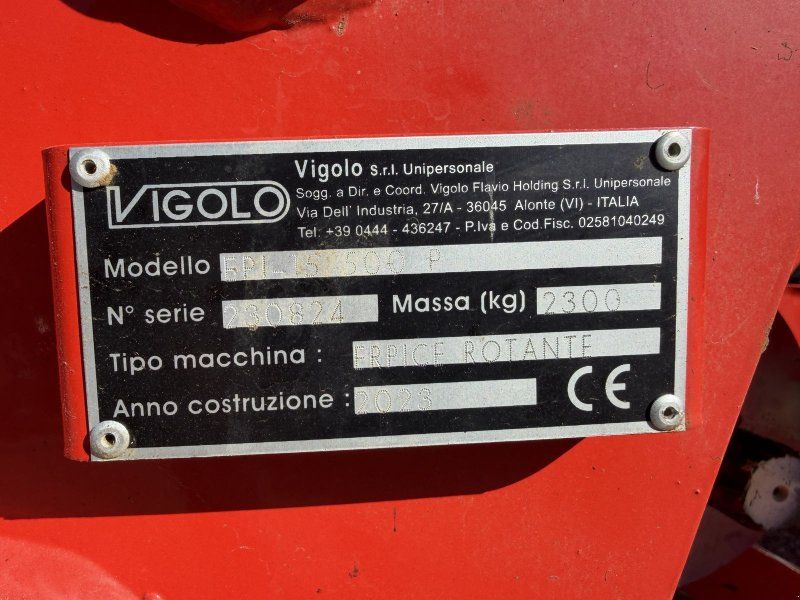 VIGOLO
Vigolo S.r.l. Unipersonale
Sogg. a Dir. e Coord. Vigolo Flavio Holding S.r.l. Unipersonale
Via Dell' Industria, 27/A - 36045 Alonte (VI) - ITALIA
Tel. +39 0444 - 436247 - P.Iva e Cod.Fisc. 02581040249
Modello 500 P
N° serie 230824 Massa (kg) 2300
Tipo macchina : ERPICE ROTANTE
Anno costruzione : 2023 CE